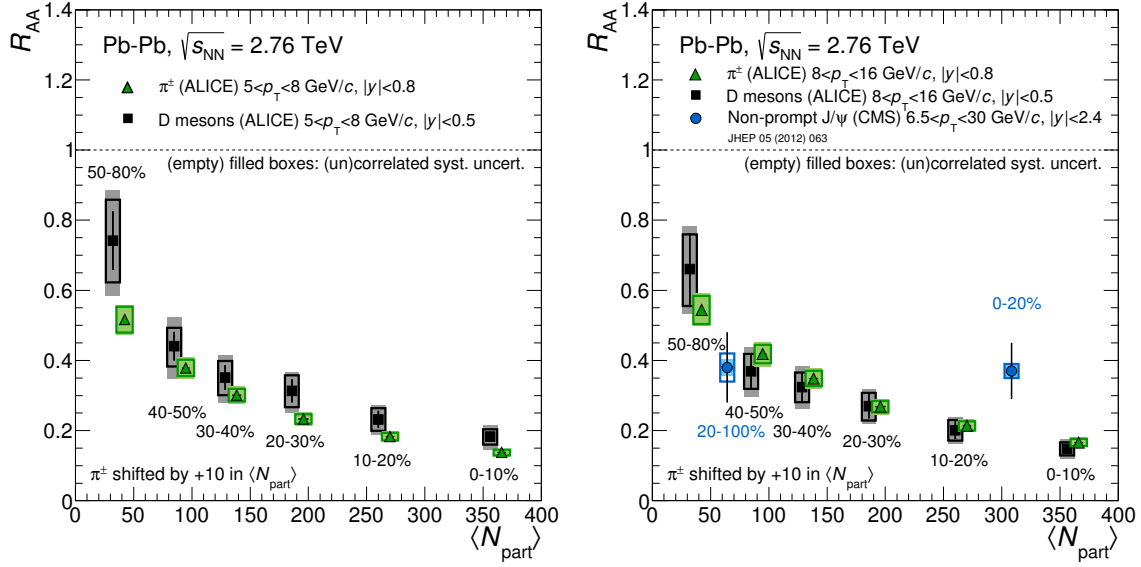 R_AA
1.4
1.2
1
0.8
0.6
0.4
0.2
0
Pb-Pb, √s_NN = 2.76 TeV
π± (ALICE) 5<p_T<8 GeV/c, |y|<0.8
D mesons (ALICE) 5<p_T<8 GeV/c, |y|<0.5
(empty) filled boxes: (un)correlated syst. uncert.
50-80%
40-50%
30-40%
20-30%
10-20%
0-10%
π± shifted by +10 in ⟨N_part⟩
0 50 100 150 200 250 300 350 400
⟨N_part⟩
R_AA
1.4
1.2
1
0.8
0.6
0.4
0.2
0
Pb-Pb, √s_NN = 2.76 TeV
π± (ALICE) 8<p_T<16 GeV/c, |y|<0.8
D mesons (ALICE) 8<p_T<16 GeV/c, |y|<0.5
Non-prompt J/ψ (CMS) 6.5<p_T<30 GeV/c, |y|<2.4
JHEP 05 (2012) 063
(empty) filled boxes: (un)correlated syst. uncert.
0-20%
50-80%
40-50%
20-100%
30-40%
20-30%
10-20%
0-10%
π± shifted by +10 in ⟨N_part⟩
0 50 100 150 200 250 300 350 400
⟨N_part⟩